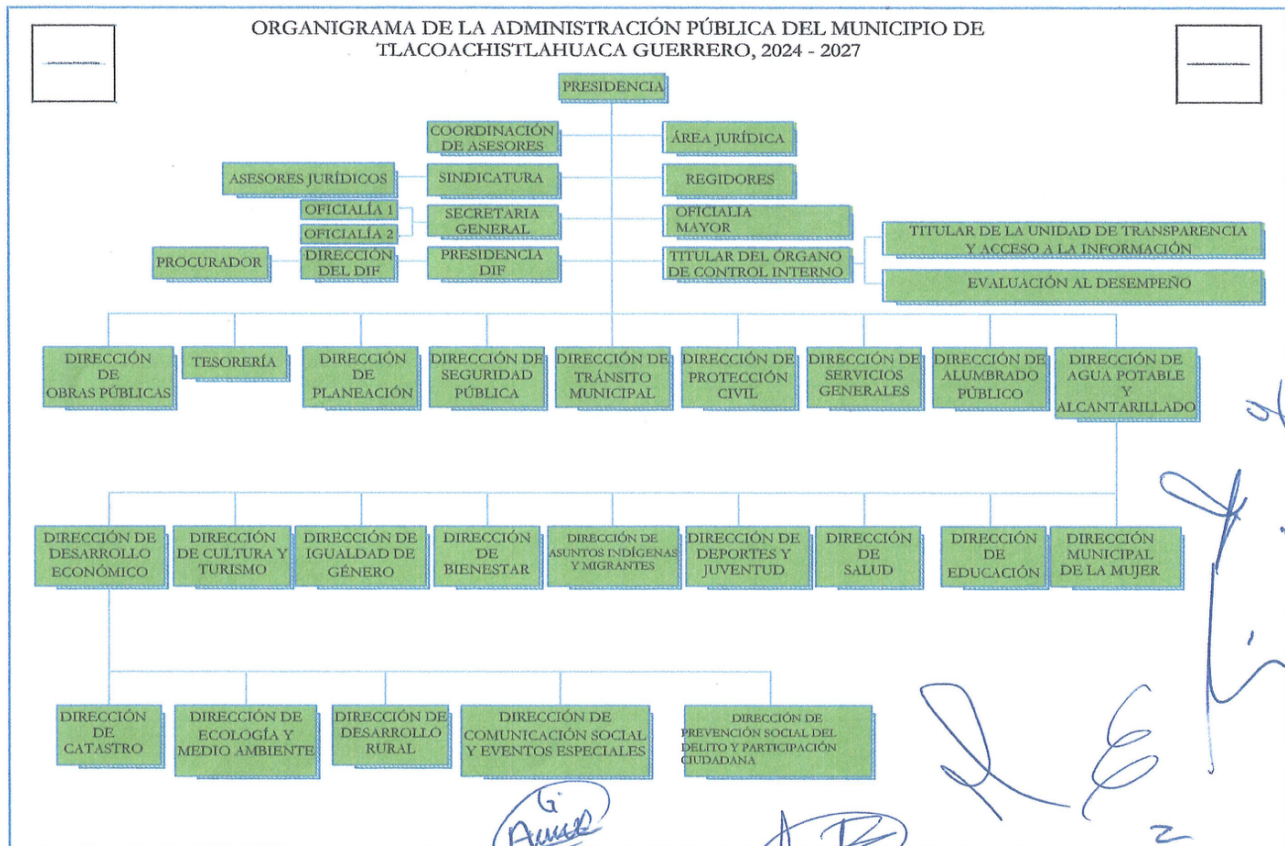 ORGANIGRAMA DE LA ADMINISTRACIÓN PÚBLICA DEL MUNICIPIO DE
TLACOACHISTLAHUACA GUERRERO, 2024 - 2027
PRESIDENCIA
COORDINACIÓN
DE ASESORES
ÁREA JURÍDICA
ASESORES JURÍDICOS
SINDICATURA
REGIDORES
OFICIALÍA 1
OFICIALÍA 2
SECRETARIA
GENERAL
OFICIALIA
MAYOR
PROCURADOR
DIRECCIÓN
DEL DIF
PRESIDENCIA
DIF
TITULAR DEL ÓRGANO
DE CONTROL INTERNO
TITULAR DE LA UNIDAD DE TRANSPARENCIA
Y ACCESO A LA INFORMACIÓN
EVALUACIÓN AL DESEMPEÑO
DIRECCIÓN
DE
OBRAS PÚBLICAS
TESORERÍA
DIRECCIÓN
DE
PLANEACIÓN
DIRECCIÓN DE
SEGURIDAD
PÚBLICA
DIRECCIÓN DE
TRÁNSITO
MUNICIPAL
DIRECCIÓN DE
PROTECCIÓN
CIVIL
DIRECCIÓN DE
SERVICIOS
GENERALES
DIRECCIÓN DE
ALUMBRADO
PÚBLICO
DIRECCIÓN DE
AGUA POTABLE
Y
ALCANTARILLADO
DIRECCIÓN DE
DESARROLLO
ECONÓMICO
DIRECCIÓN
DE CULTURA Y
TURISMO
DIRECCIÓN DE
IGUALDAD DE
GÉNERO
DIRECCIÓN
DE
BIENESTAR
DIRECCIÓN DE
ASUNTOS INDÍGENAS
Y MIGRANTES
DIRECCIÓN DE
DEPORTES Y
JUVENTUD
DIRECCIÓN
DE
SALUD
DIRECCIÓN
DE
EDUCACIÓN
DIRECCIÓN
MUNICIPAL
DE LA MUJER
DIRECCIÓN
DE
CATASTRO
DIRECCIÓN DE
ECOLOGÍA Y
MEDIO AMBIENTE
DIRECCIÓN DE
DESARROLLO
RURAL
DIRECCIÓN DE
COMUNICACIÓN SOCIAL
Y EVENTOS ESPECIALES
DIRECCIÓN DE
PREVENCIÓN SOCIAL DEL
DELITO Y PARTICIPACIÓN
CIUDADANA